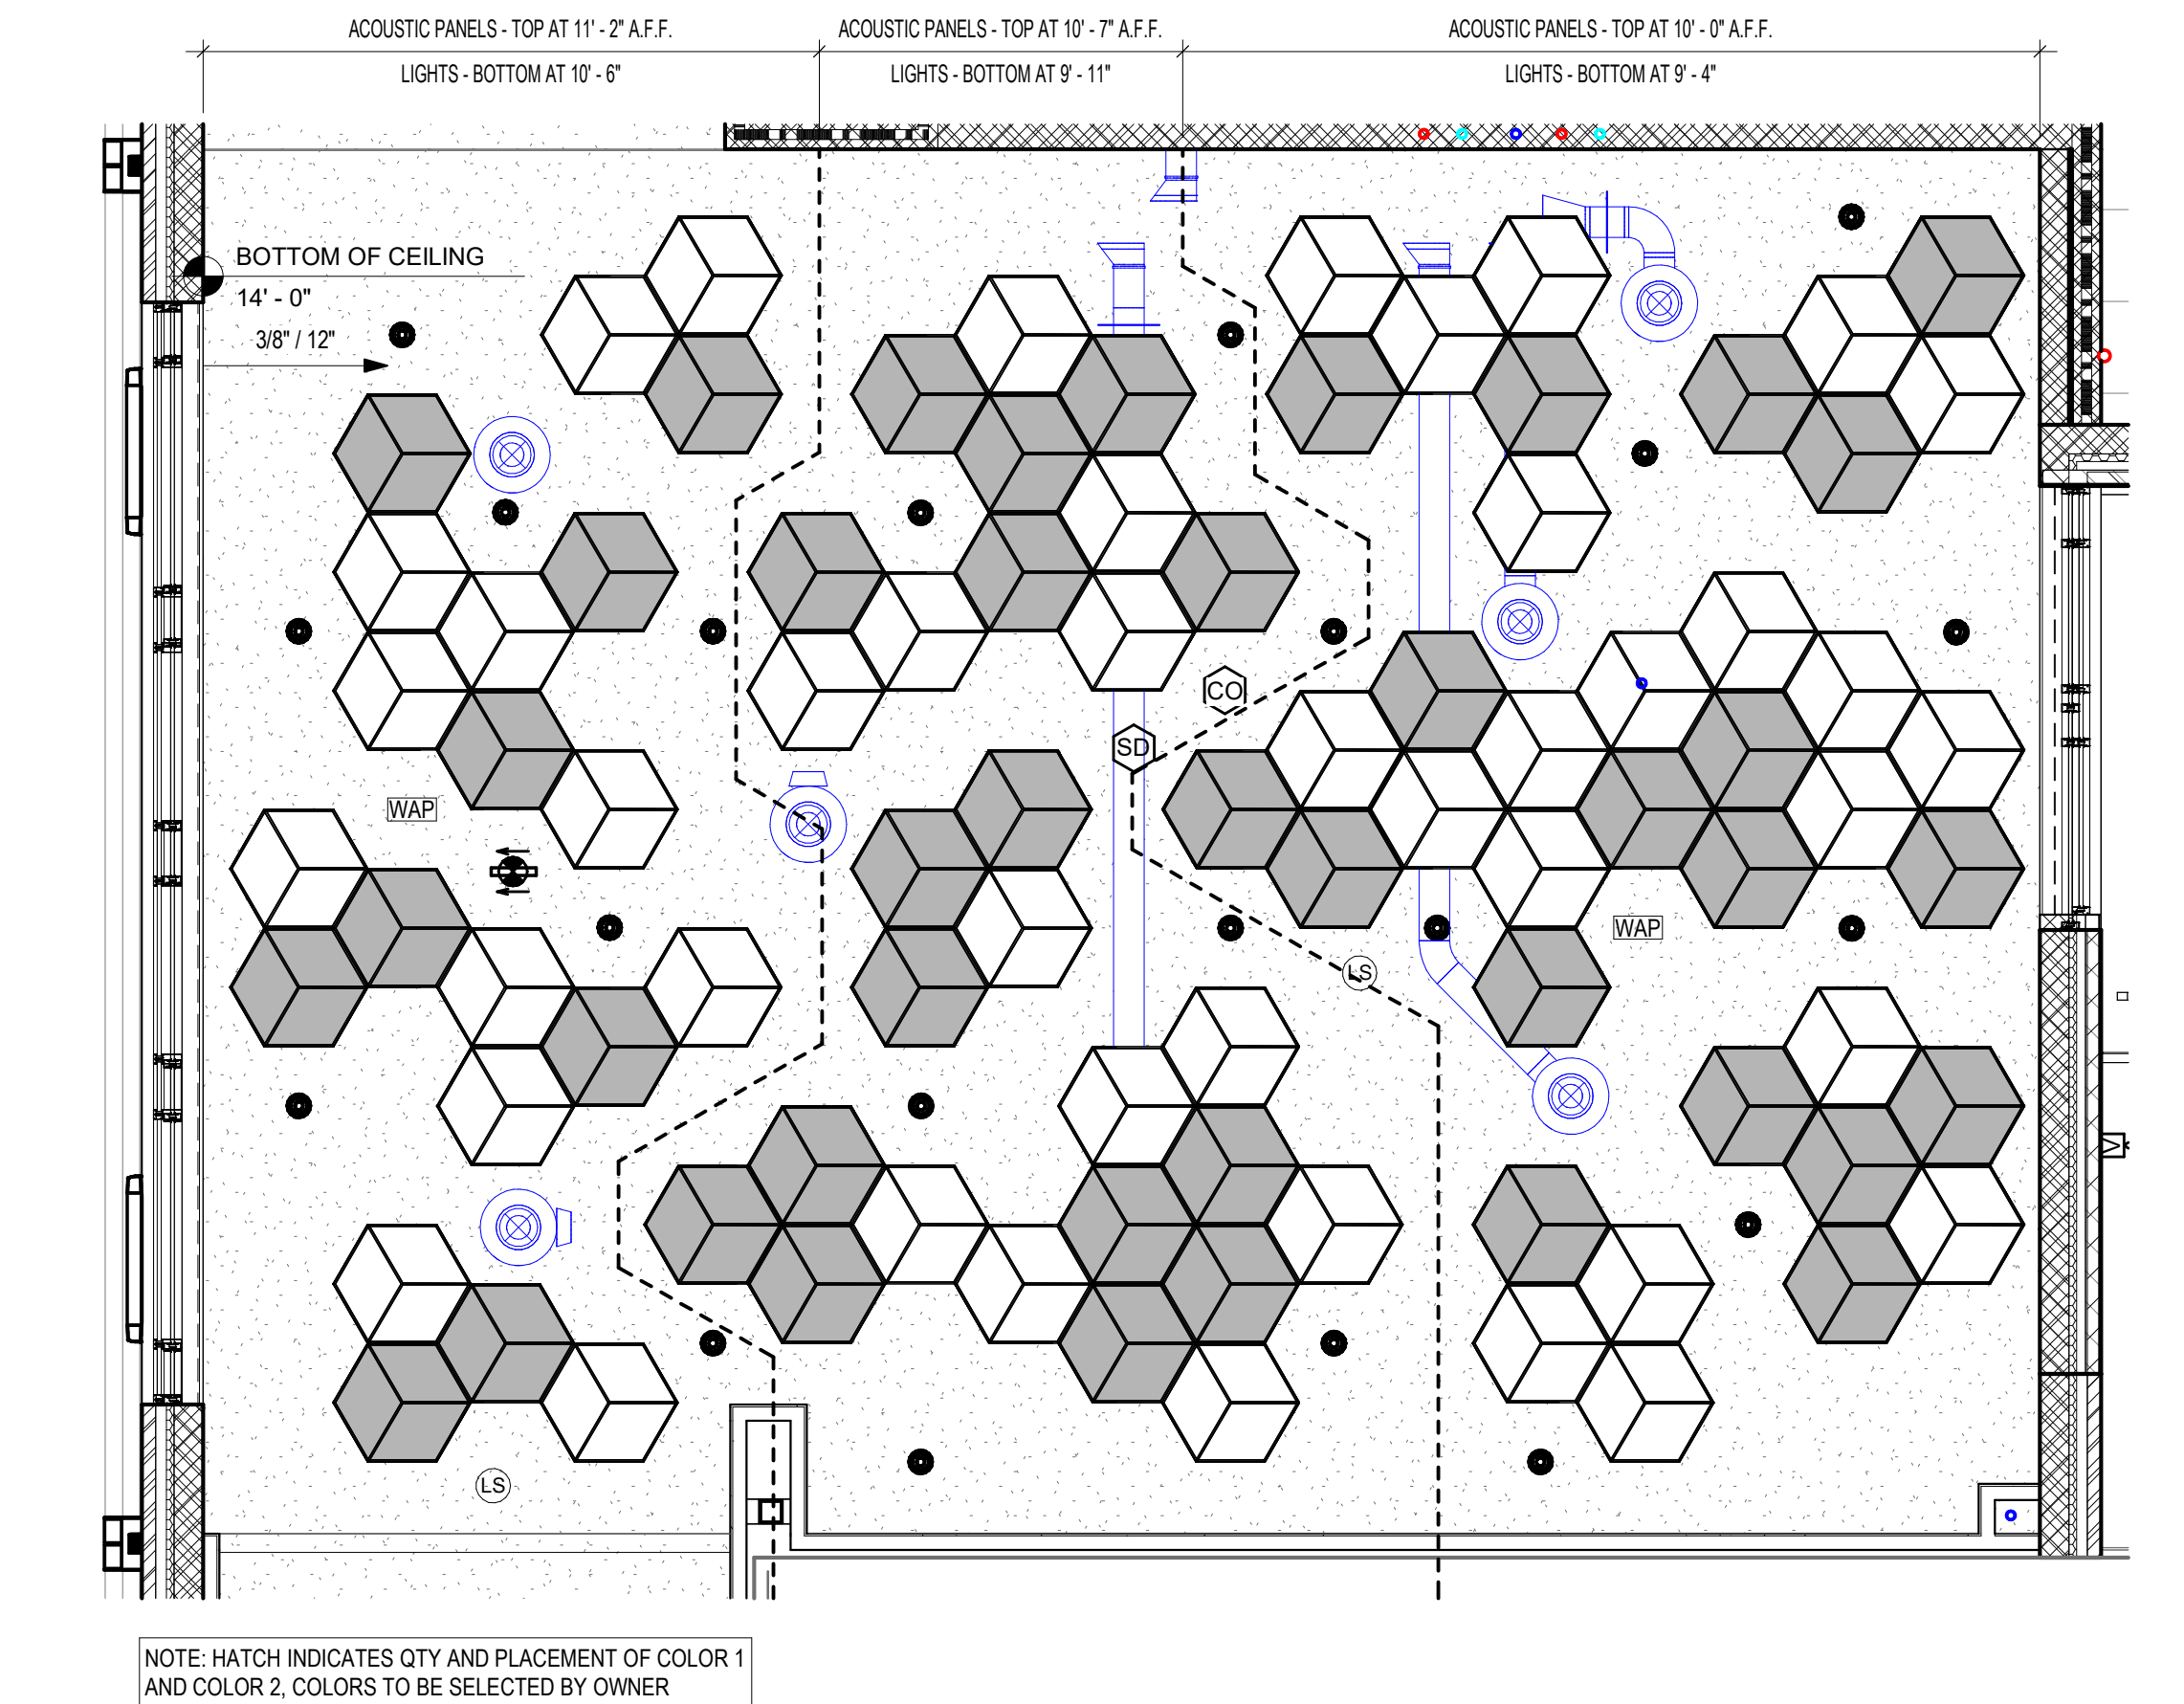 ACOUSTIC PANELS - TOP AT 11' - 2" A.F.F.
ACOUSTIC PANELS - TOP AT 10' - 7" A.F.F.
ACOUSTIC PANELS - TOP AT 10' - 0" A.F.F.
LIGHTS - BOTTOM AT 10' - 6"
LIGHTS - BOTTOM AT 9' - 11"
LIGHTS - BOTTOM AT 9' - 4"
BOTTOM OF CEILING
14' - 0"
3/8" / 12"
CO
SD
WAP
WAP
LS
V
LS
NOTE: HATCH INDICATES QTY AND PLACEMENT OF COLOR 1
AND COLOR 2, COLORS TO BE SELECTED BY OWNER